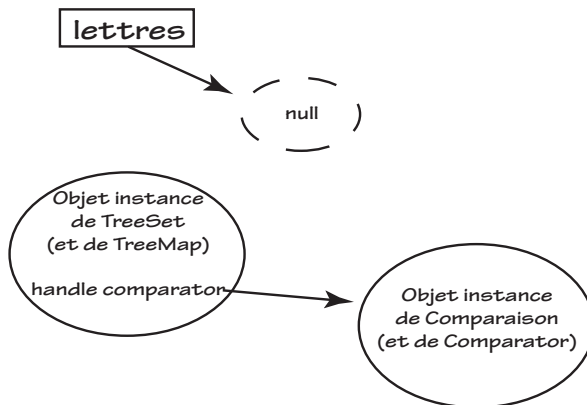 lettres
null
Objet instance
de TreeSet
(et de TreeMap)
handle comparator
Objet instance
de Comparaison
(et de Comparator)